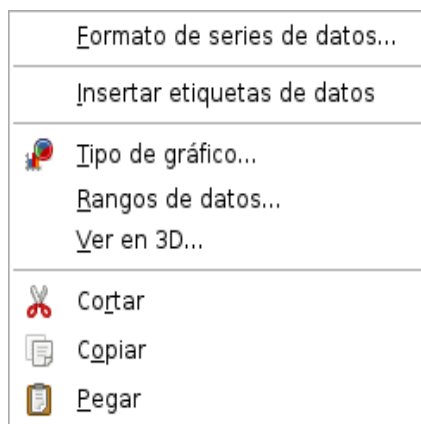 Formato de series de datos...
Insertar etiquetas de datos
Tipo de gráfico...
Rangos de datos...
Ver en 3D...
Cortar
Copiar
Pegar